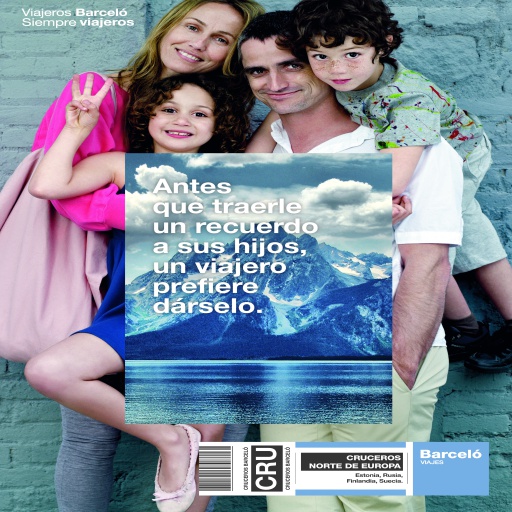 Viajeros Barceló
Siempre viajeros
Antes
que traerle
un recuerdo
a sus hijos,
un viajero
prefiere
dárselo.
CRUCEROS BARCELÓ
CRU
CRUCEROS BARCELÓ
CRUCEROS
NORTE DE EUROPA
Estonia, Rusia,
Finlandia, Suecia.
Barceló
VIAJES